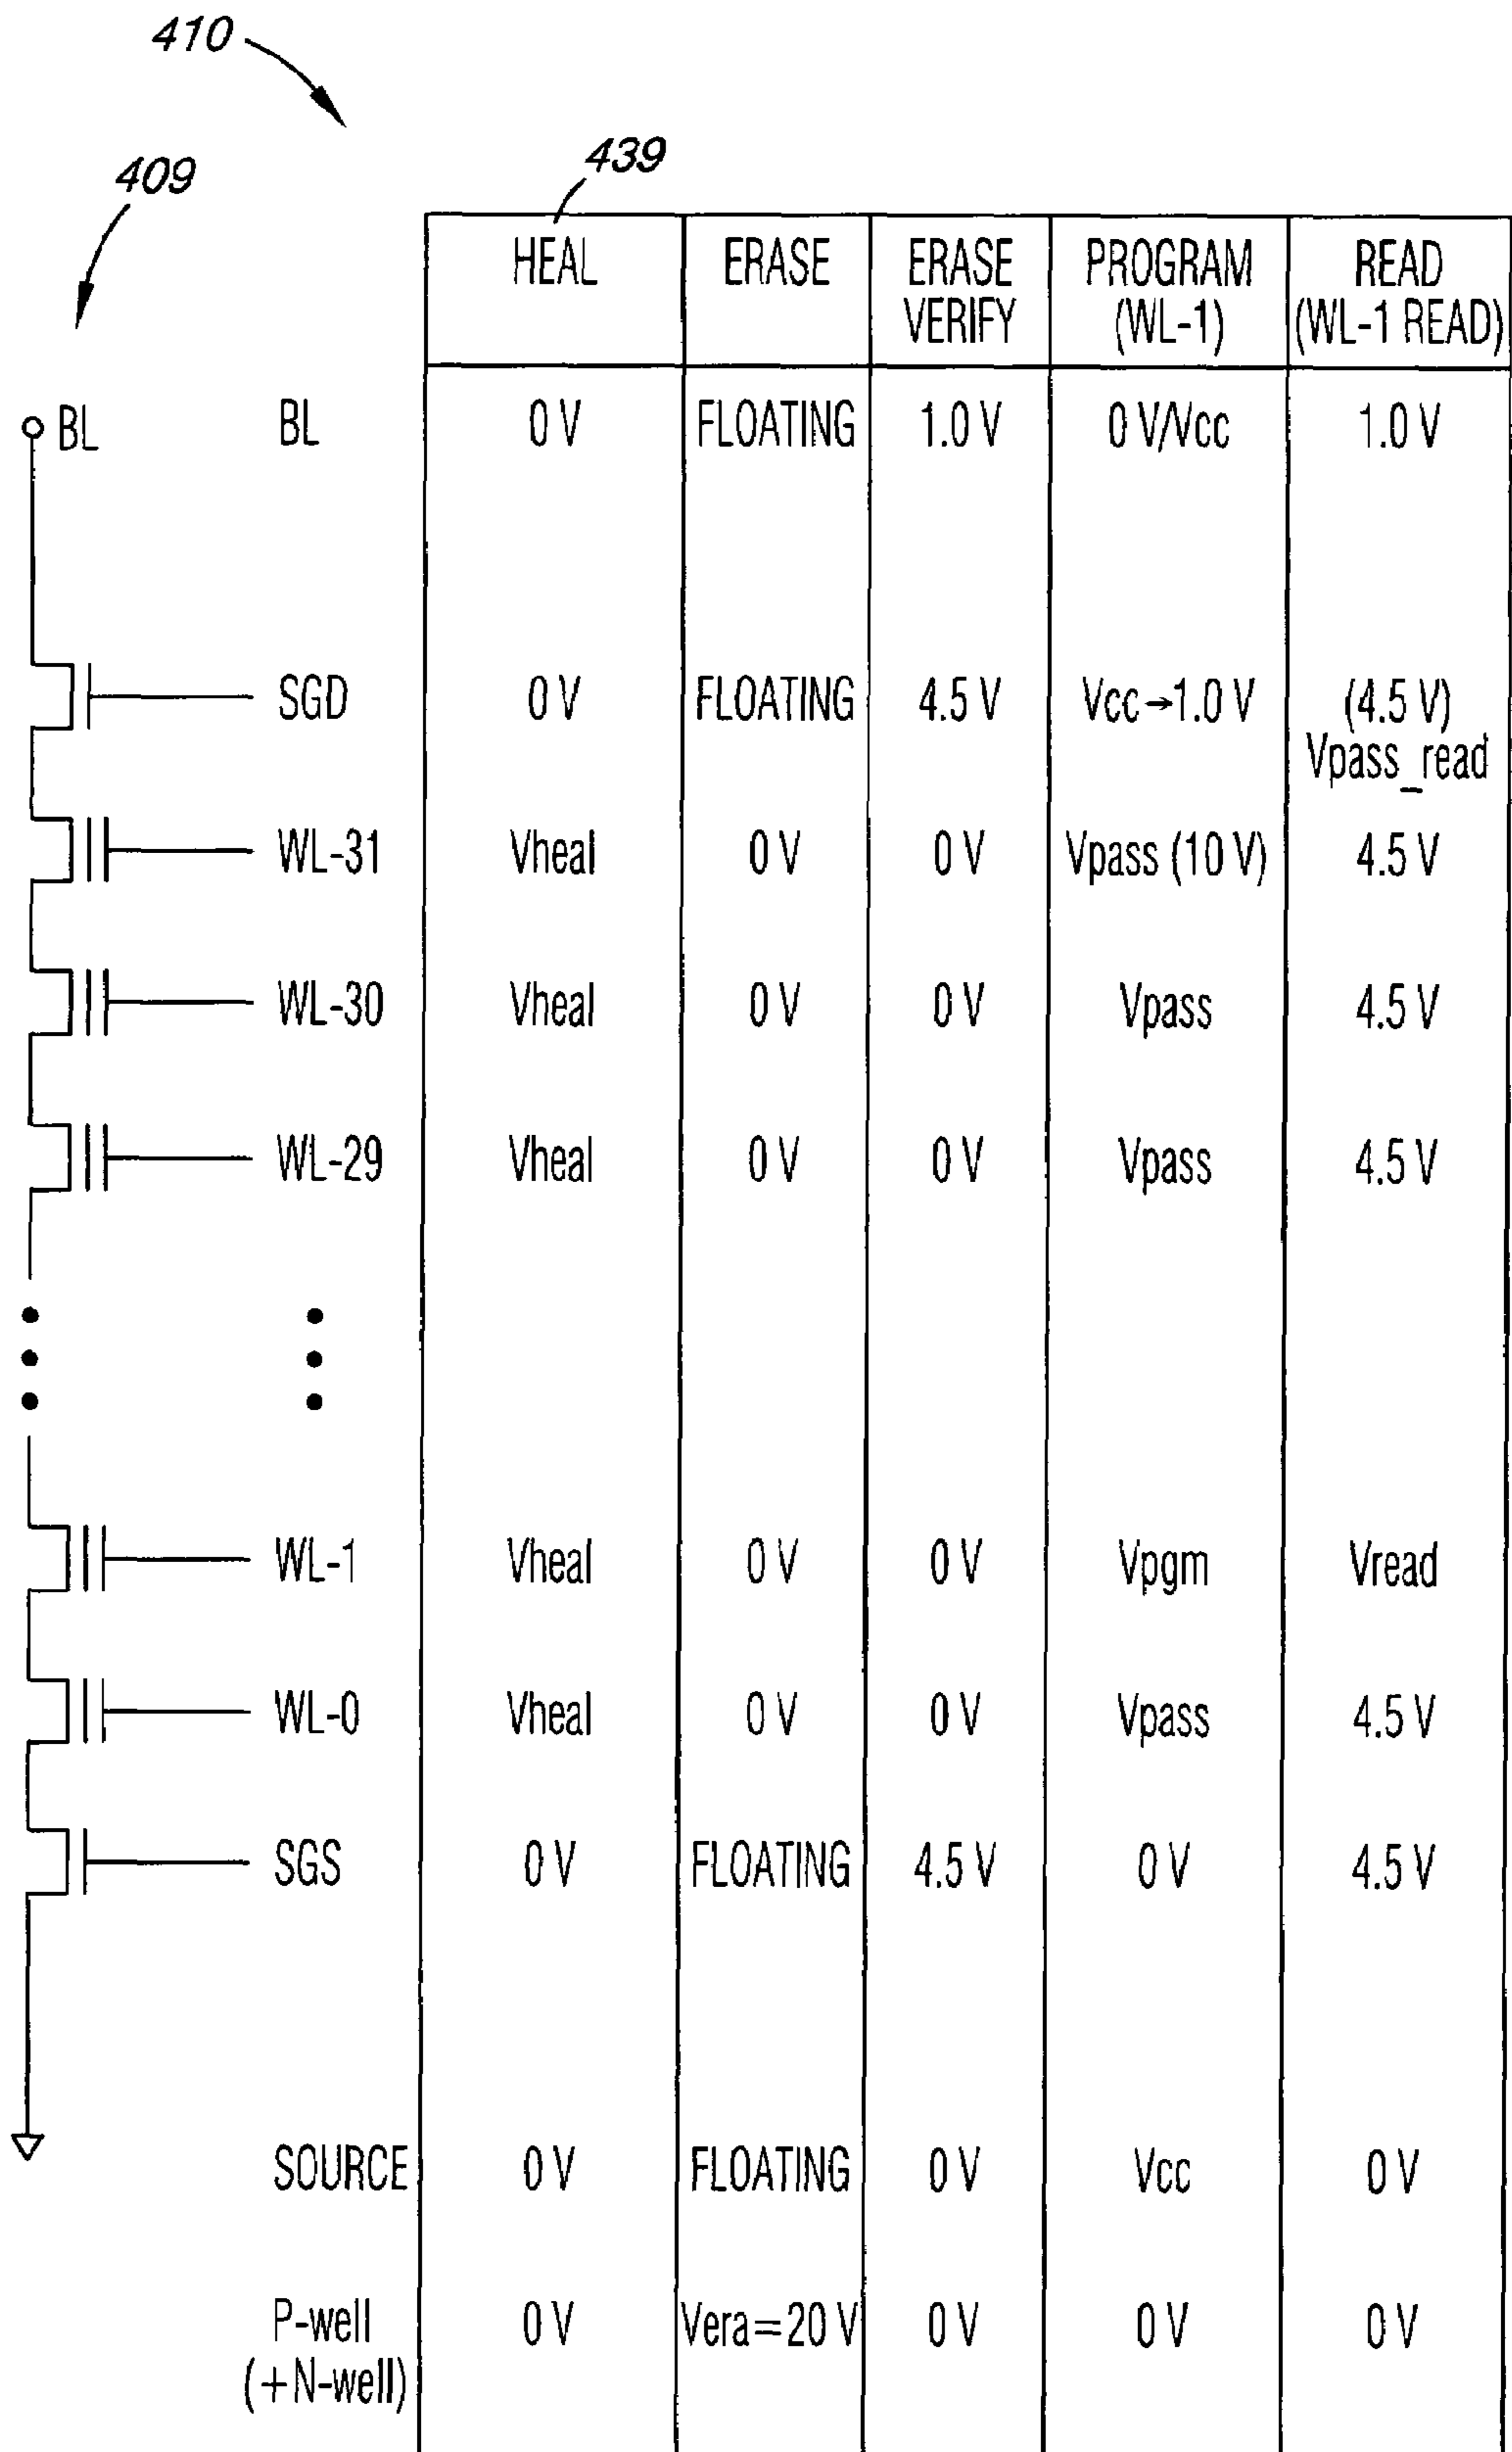 410
409
439
HEAL ERASE ERASE VERIFY PROGRAM (WL-1) READ (WL-1 READ)
BL BL 0 V FLOATING 1.0 V 0 V/Vcc 1.0 V
SGD 0 V FLOATING 4.5 V Vcc→1.0 V (4.5 V) Vpass_read
WL-31 Vheal 0 V 0 V Vpass (10 V) 4.5 V
WL-30 Vheal 0 V 0 V Vpass 4.5 V
WL-29 Vheal 0 V 0 V Vpass 4.5 V
WL-1 Vheal 0 V 0 V Vpgm Vread
WL-0 Vheal 0 V 0 V Vpass 4.5 V
SGS 0 V FLOATING 4.5 V 0 V 4.5 V
SOURCE 0 V FLOATING 0 V Vcc 0 V
P-well (+N-well) 0 V Vera=20 V 0 V 0 V 0 V